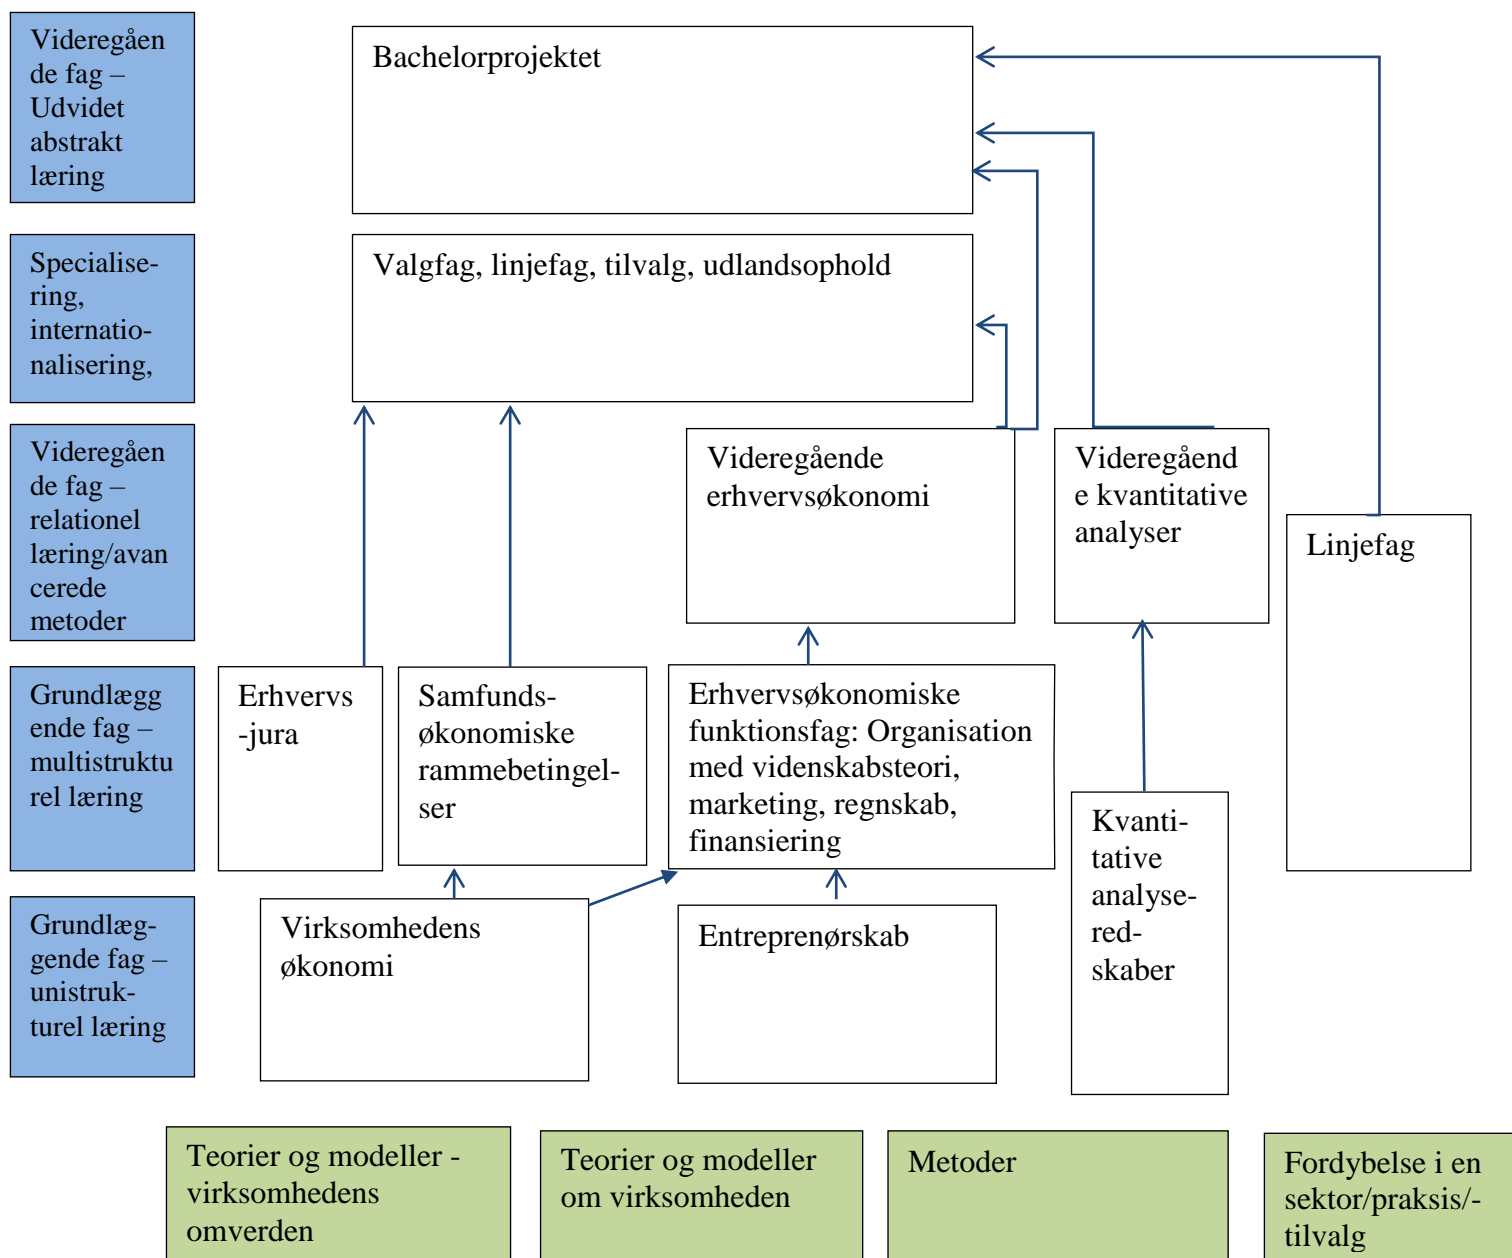 Videregåen
de fag –
Udvidet
abstrakt
læring
Bachelorprojektet
Specialise-
ring,
internatio-
nalisering,
Valgfag, linjefag, tilvalg, udlandsophold
Videregåen
de fag –
relationel
læring/avan
cerede
metoder
Videregående
erhvervsøkonomi
Videregåend
e kvantitative
analyser
Linjefag
Grundlægg
ende fag –
multistruktu
rel læring
Erhvervs
-jura
Samfunds-
økonomiske
rammebetingel-
ser
Erhvervsøkonomiske
funktionsfag: Organisation
med videnskabsteori,
marketing, regnskab,
finansiering
Kvanti-
tative
analyse-
red-
skaber
Grundlæg-
gende fag –
unistruk-
turel læring
Virksomhedens
økonomi
Entreprenørskab
Teorier og modeller -
virksomhedens
omverden
Teorier og modeller
om virksomheden
Metoder
Fordybelse i en
sektor/praksis/-
tilvalg